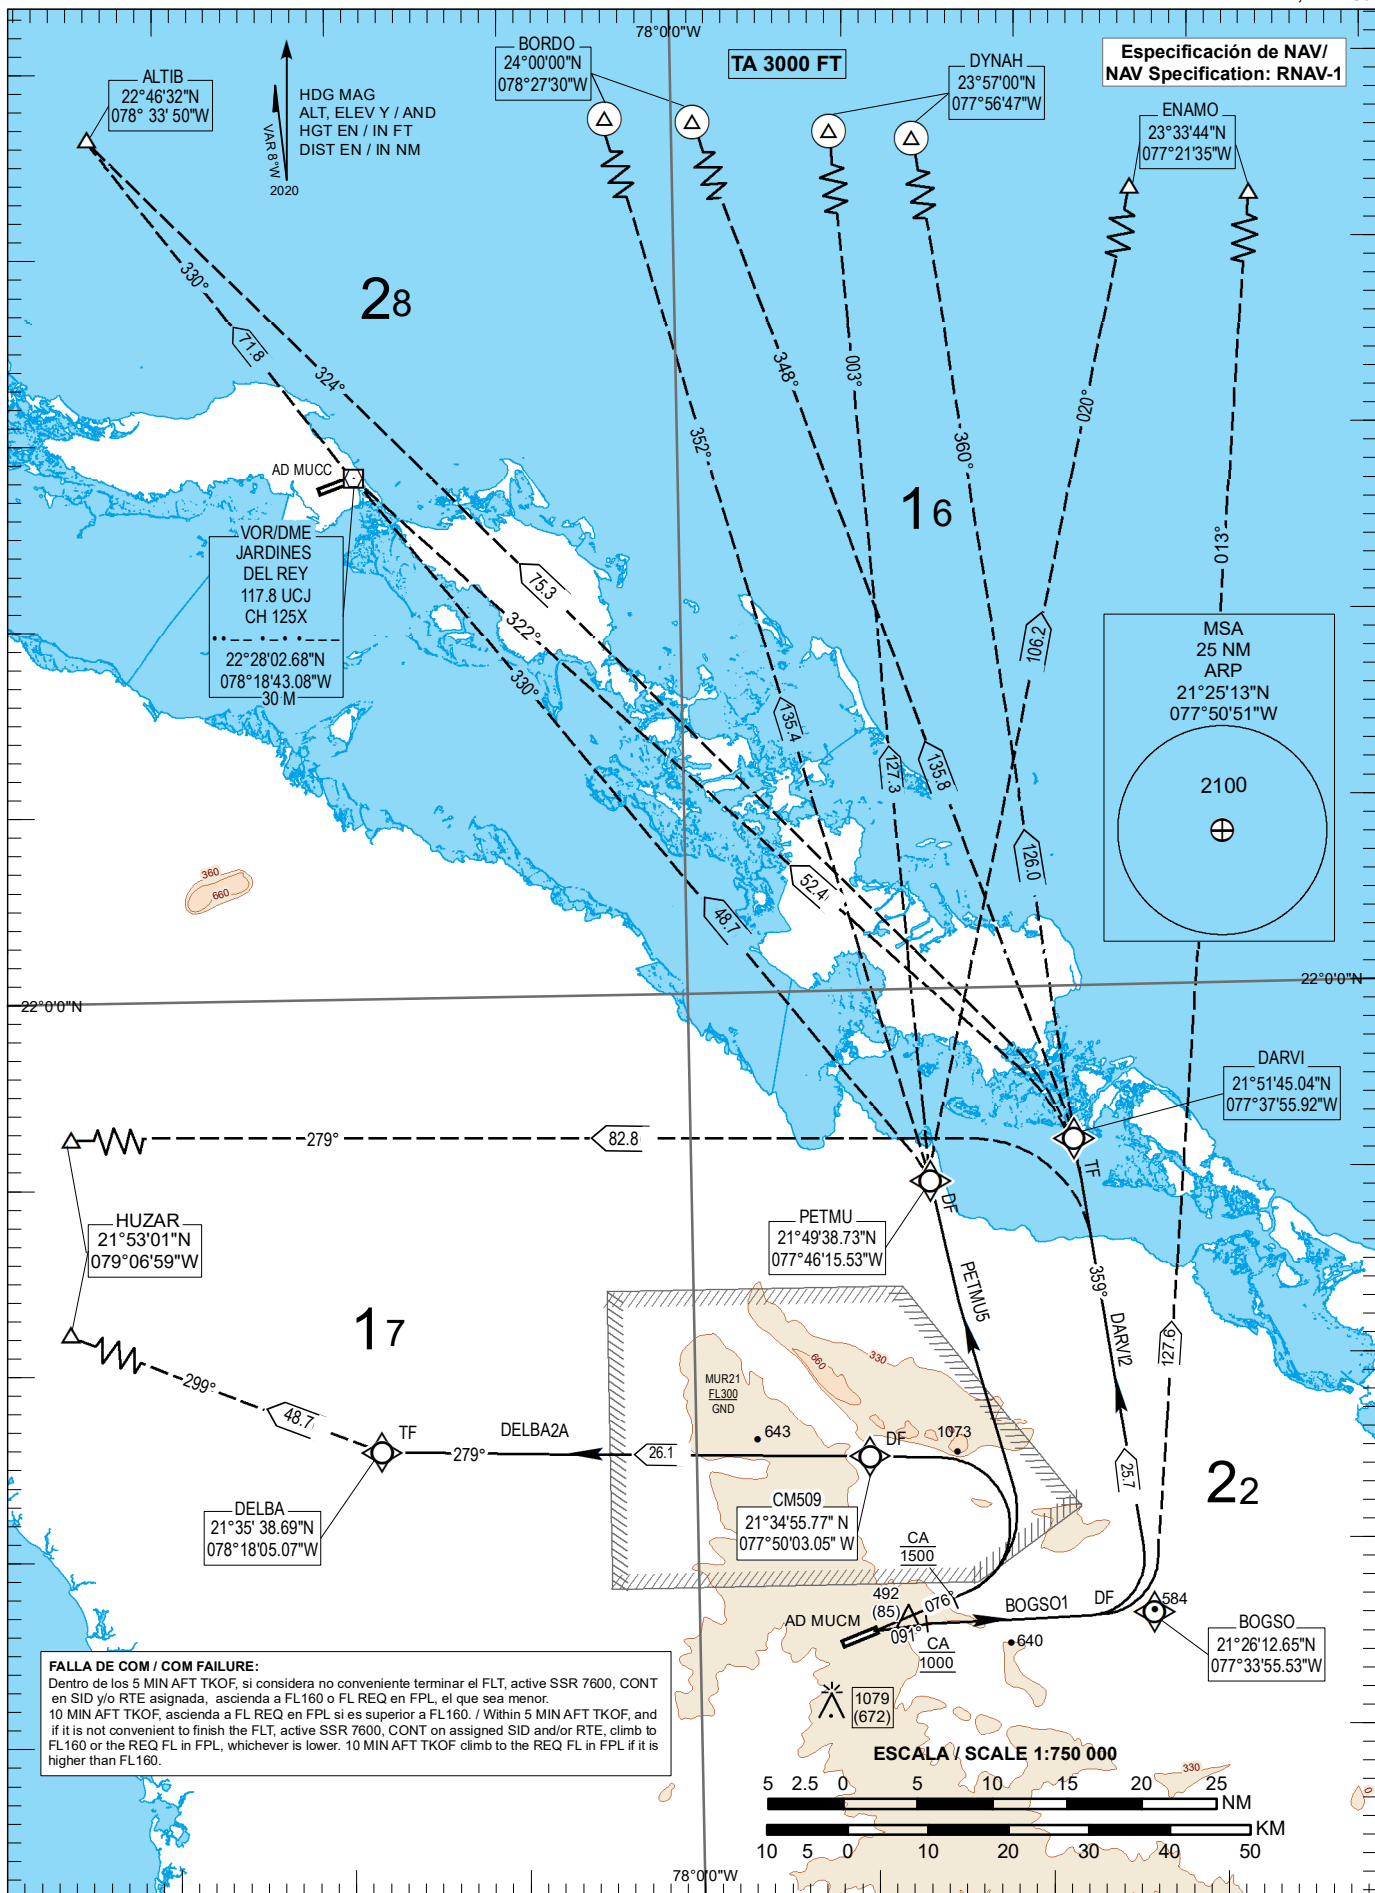 78°0'0"W
TA 3000 FT
Especificación de NAV/
NAV Specification: RNAV-1
ALTIB
22°46'32"N
078° 33' 50"W
VAR 8°W
2020
HDG MAG
ALT, ELEV Y / AND
HGT EN / IN FT
DIST EN / IN NM
BORDO
24°00'00"N
078°27'30"W
DYNAH
23°57'00"N
077°56'47"W
ENAMO
23°33'44"N
077°21'35"W
28
330°
71.8
324°
348°
003°
352°
360°
020°
013°
16
AD MUCC
VOR/DME
JARDINES
DEL REY
117.8 UCJ
CH 125X
22°28'02.68"N
078°18'43.08"W
30 M
75.3
322°
330°
106.2
135.4
127.3
135.8
126.0
52.4
48.7
MSA
25 NM
ARP
21°25'13"N
077°50'51"W
2100
360
660
22°0'0"N
22°0'0"N
DARVI
21°51'45.04"N
077°37'55.92"W
279°
82.8
TF
DF
HUZAR
21°53'01"N
079°06'59"W
PETMU
21°49'38.73"N
077°46'15.53"W
PETMU5
359°
DARVI2
127.6
17
660
330
MUR21
FL300
GND
299°
48.7
TF
DELBA2A
279°
26.1
643
DF
1073
25.7
22
DELBA
21°35' 38.69"N
078°18'05.07"W
CM509
21°34'55.77" N
077°50'03.05" W
CA
1500
492
(85)
076°
BOGSO1
DF
584
AD MUCM
091°
CA
1000
640
BOGSO
21°26'12.65"N
077°33'55.53"W
1079
(672)
FALLA DE COM / COM FAILURE:
Dentro de los 5 MIN AFT TKOF, si considera no conveniente terminar el FLT, active SSR 7600, CONT
en SID y/o RTE asignada, ascienda a FL160 o FL REQ en FPL, el que sea menor.
10 MIN AFT TKOF, ascienda a FL REQ en FPL si es superior a FL160. / Within 5 MIN AFT TKOF, and
if it is not convenient to finish the FLT, active SSR 7600, CONT on assigned SID and/or RTE, climb to
FL160 or the REQ FL in FPL, whichever is lower. 10 MIN AFT TKOF climb to the REQ FL in FPL if it is
higher than FL160.
ESCALA / SCALE 1:750 000
330
0
5 2.5 0 5 10 15 20 25
NM
KM
10 5 0 10 20 30 40 50
78°0'0"W